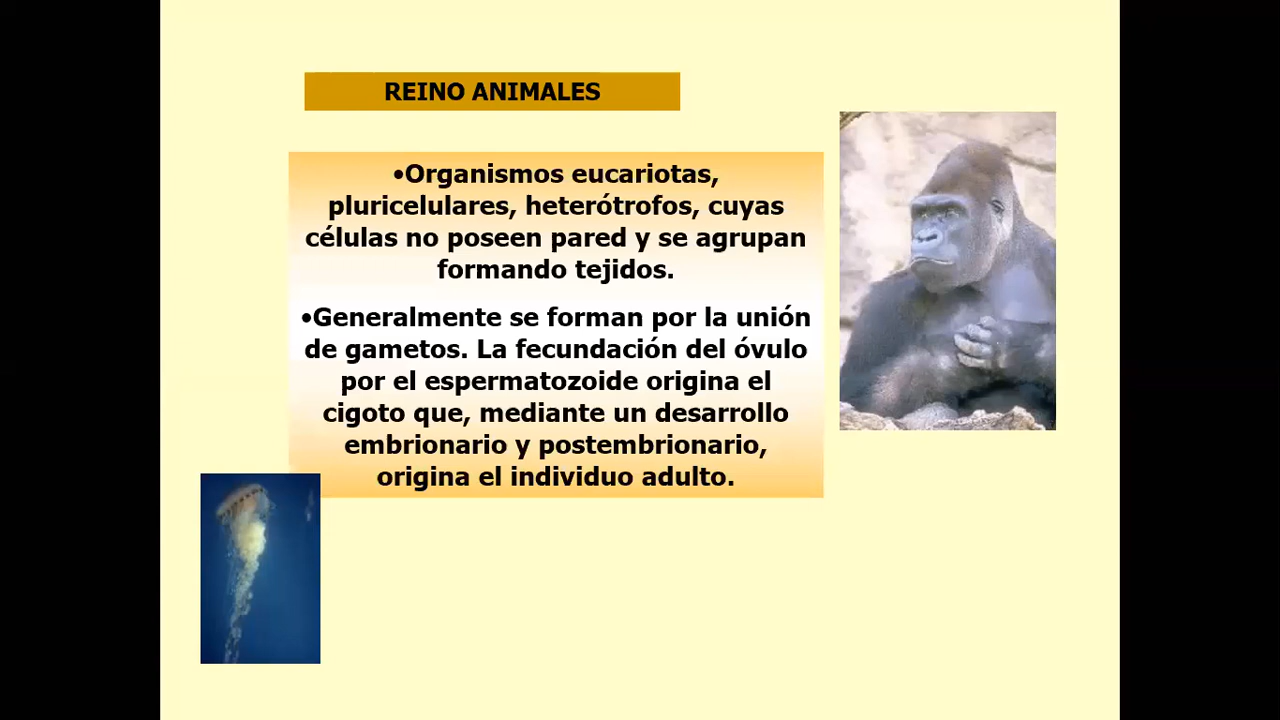 REINO ANIMALES
•Organismos eucariotas,
pluricelulares, heterótrofos, cuyas
células no poseen pared y se agrupan
formando tejidos.
•Generalmente se forman por la unión
de gametos. La fecundación del óvulo
por el espermatozoide origina el
cigoto que, mediante un desarrollo
embrionario y postembrionario,
origina el individuo adulto.